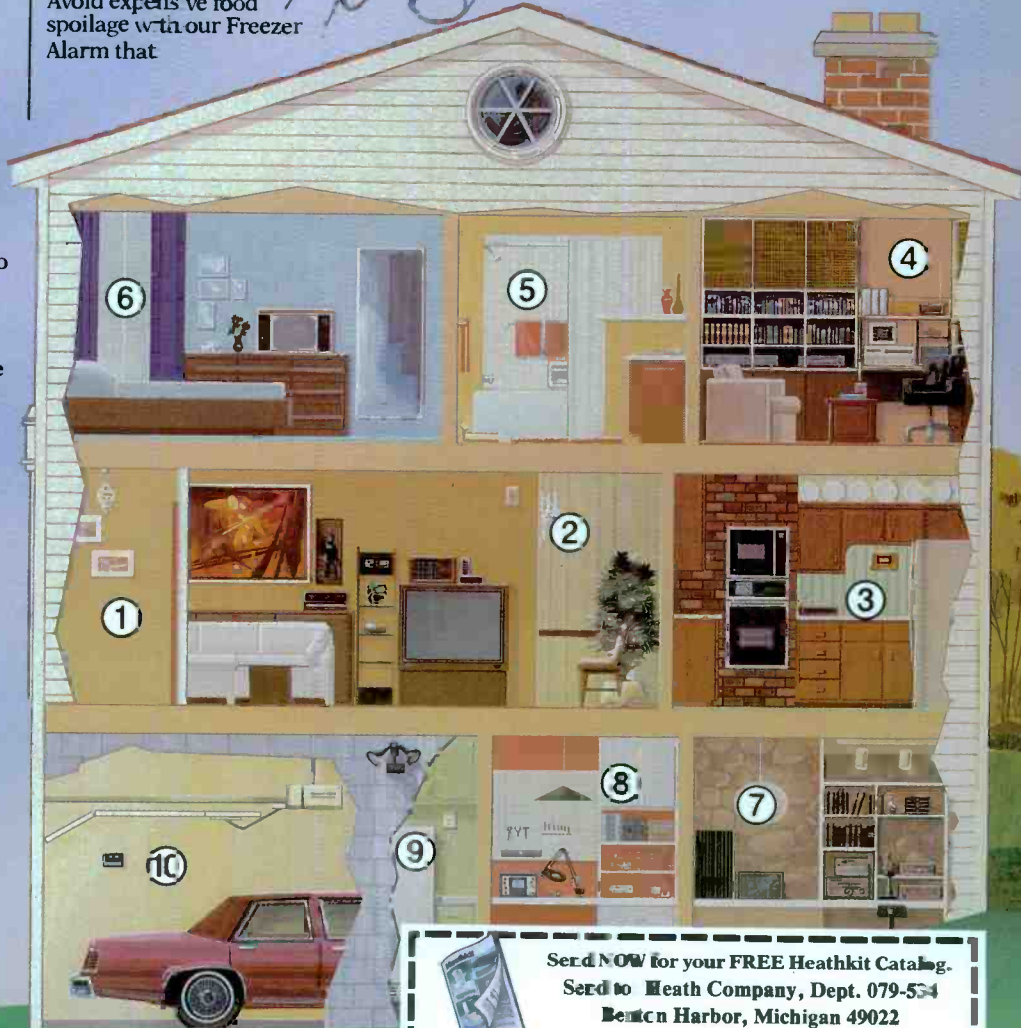 Avoid expensive food
spoilage with our Freezer
Alarm that
6
5
4
2
1
3
8
7
9
10
Send NOW for your FREE Heathkit Catalog.
Send to Heath Company, Dept. 079-534
Benton Harbor, Michigan 49022